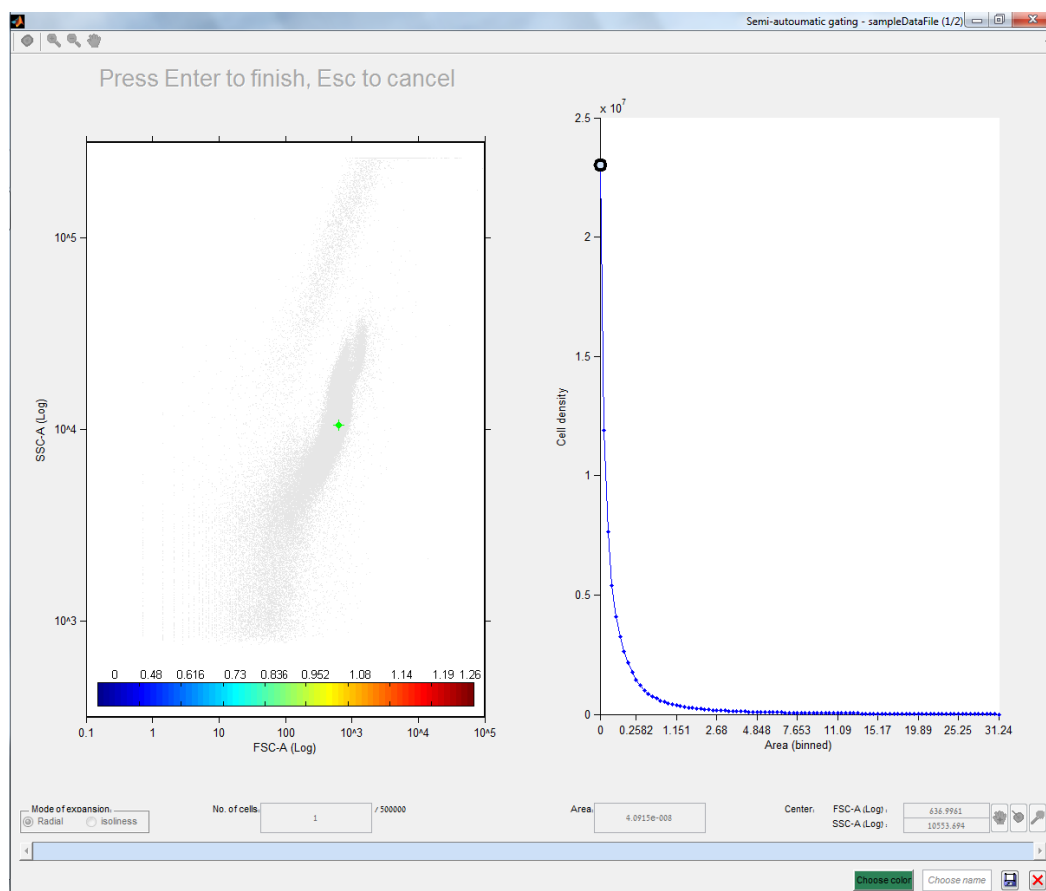 Semi-autoumatic gating - sampleDataFile (1/2)
Press Enter to finish, Esc to cancel
10^5
10^4
10^3
SSC-A (Log)
0 0.48 0.616 0.73 0.836 0.952 1.08 1.14 1.19 1.26
0.1 1 10 100 10^3 10^4 10^5
FSC-A (Log)
x 10^7
2.5
2
1.5
1
0.5
0
Cell density
0 0.2582 1.151 2.68 4.848 7.653 11.09 15.17 19.89 25.25 31.24
Area (binned)
Mode of expansion:
Radial isoliness
No. of cells: 1 / 500000
Area: 4.0915e-008
Center: FSC-A (Log) : 636.9961
SSC-A (Log) : 10553.694
Choose color Choose name